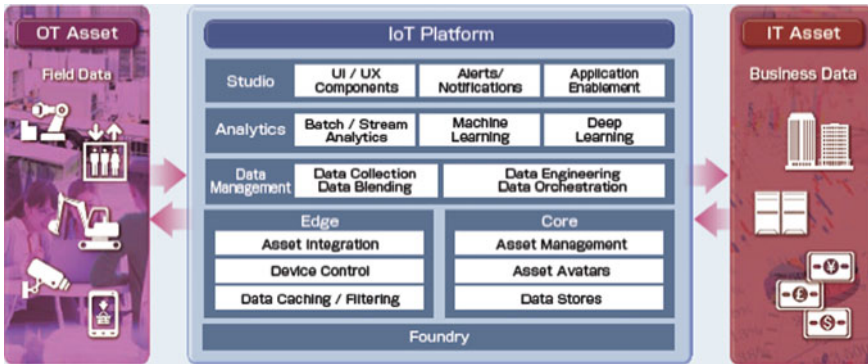 OT Asset
Field Data
IoT Platform
Studio
UI / UX
Components
Alerts/
Notifications
Application
Enablement
Analytics
Batch / Stream
Analytics
Machine
Learning
Deep
Learning
Data
Management
Data Collection
Data Blending
Data Engineering
Data Orchestration
Edge
Asset Integration
Device Control
Data Caching / Filtering
Core
Asset Management
Asset Avatars
Data Stores
Foundry
IT Asset
Business Data
¥
£
$